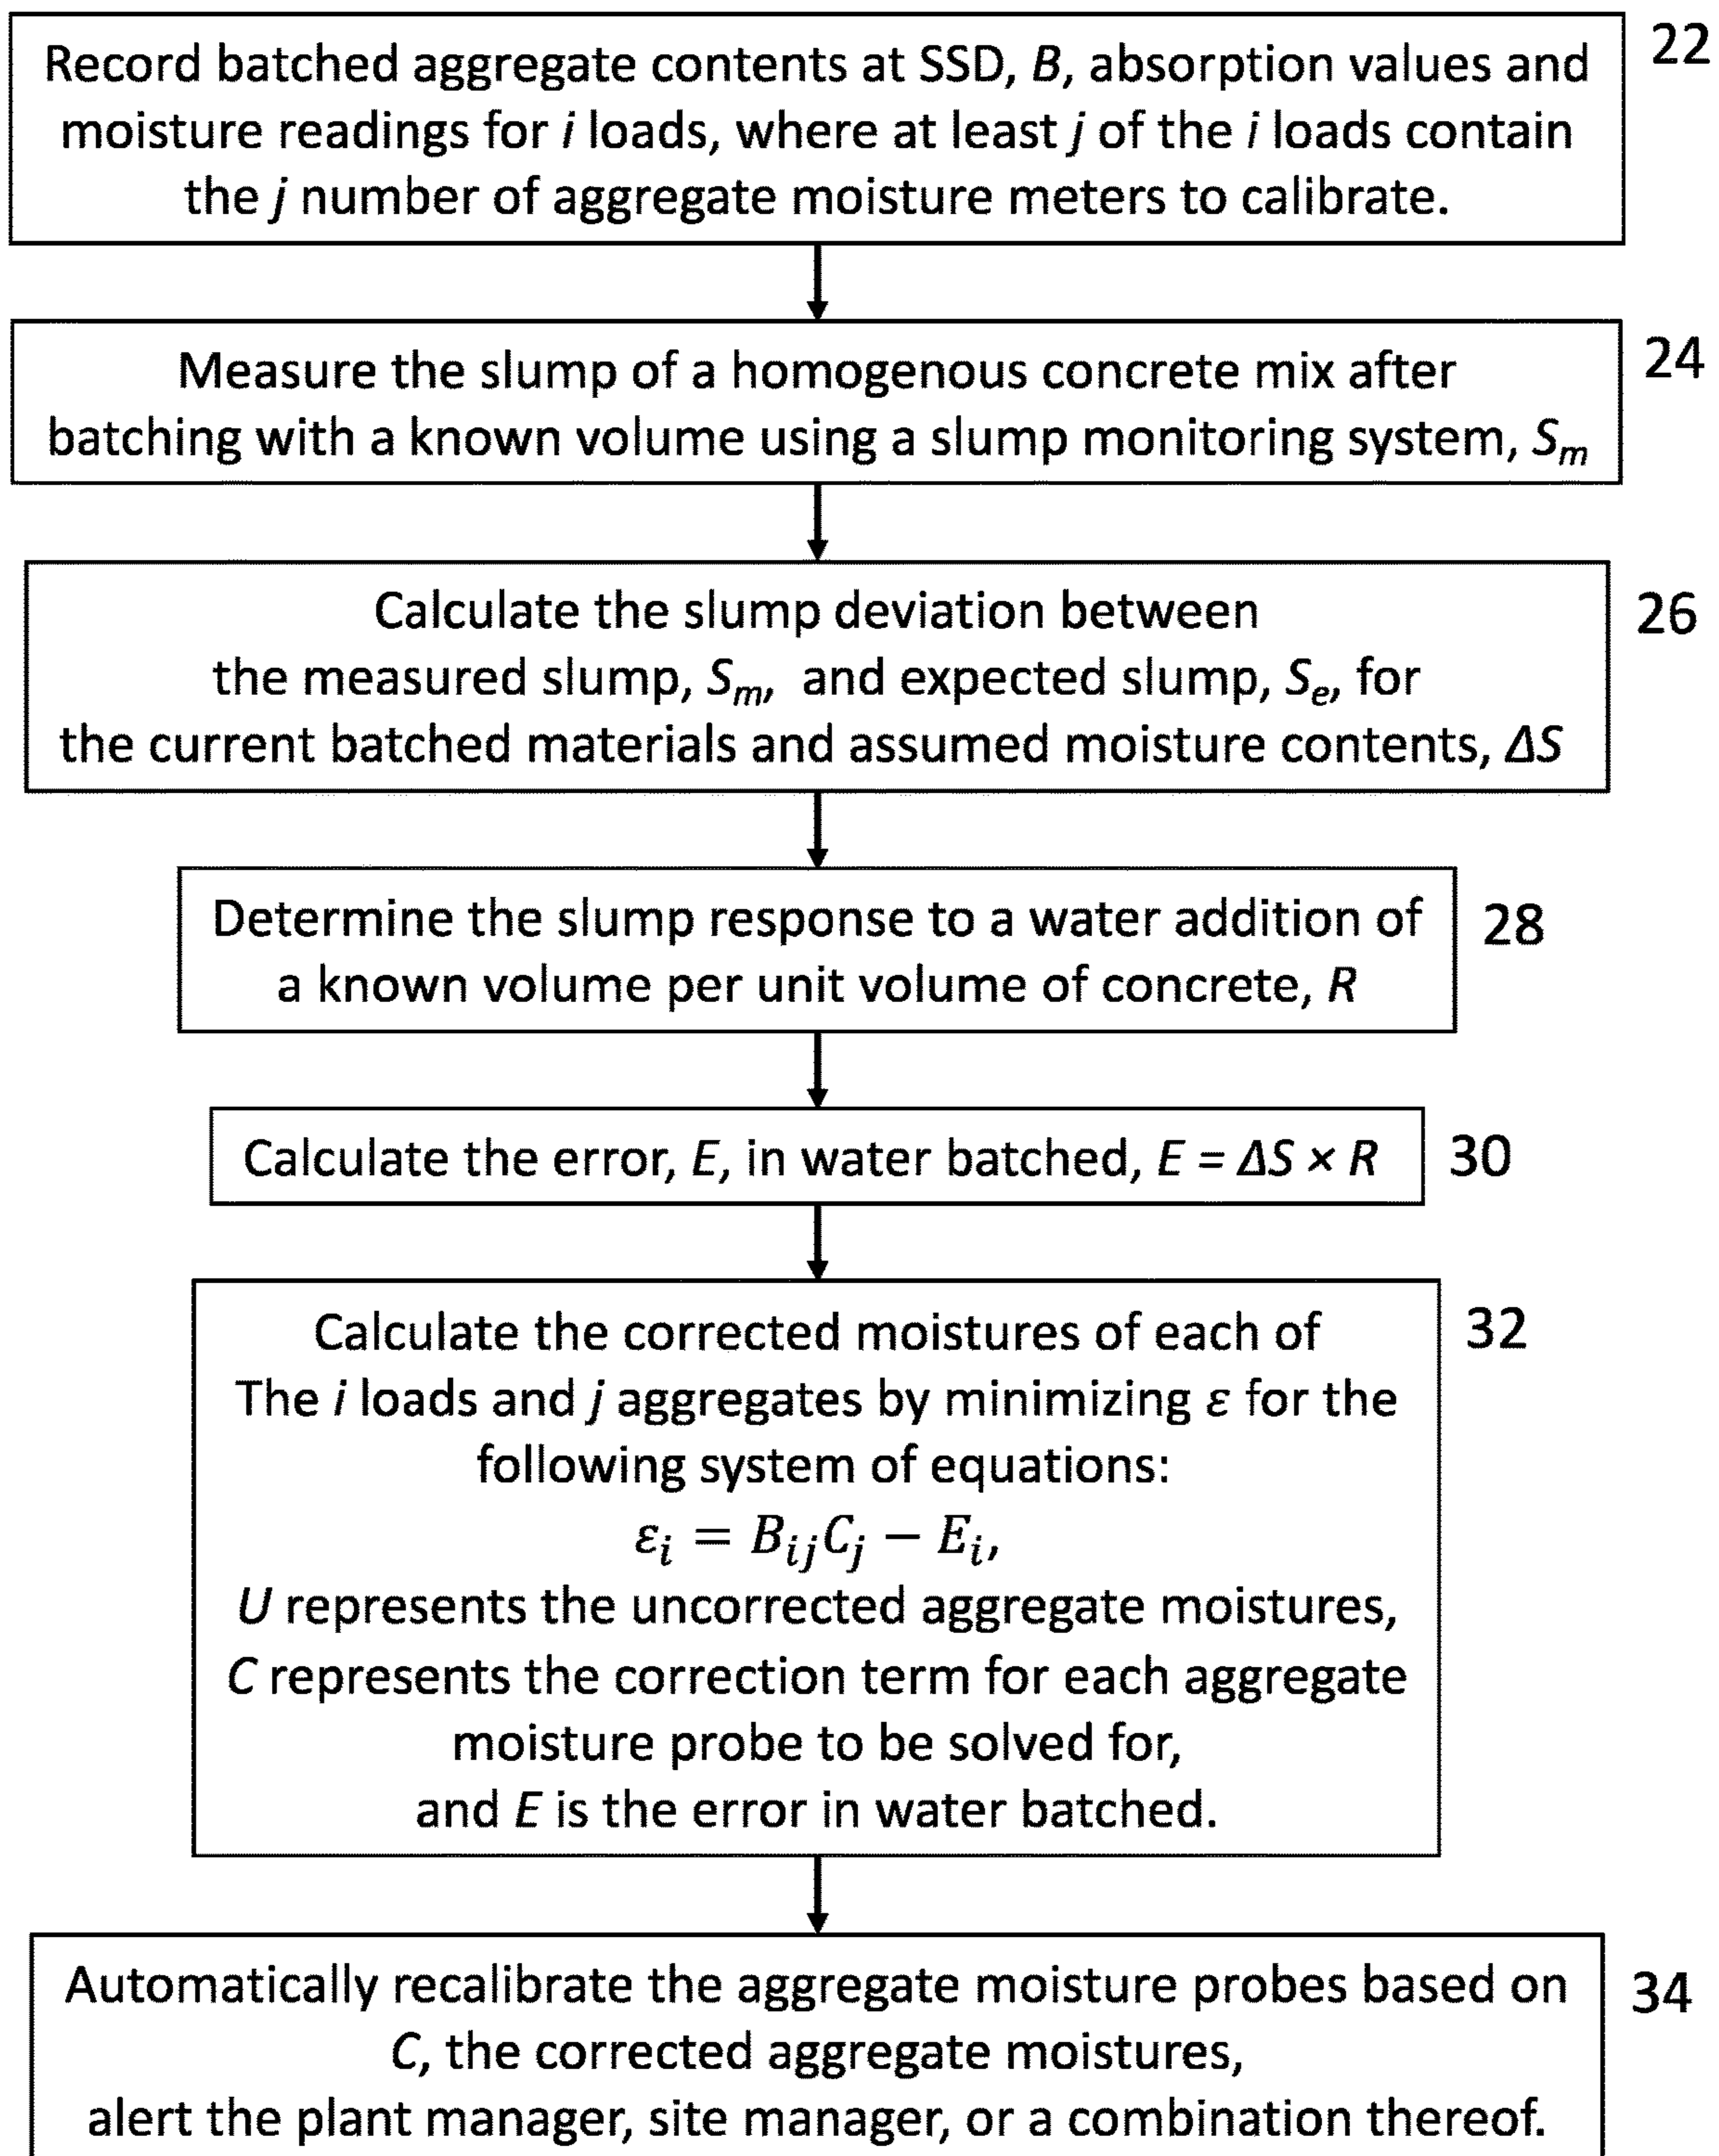 Record batched aggregate contents at SSD, B, absorption values and
moisture readings for i loads, where at least j of the i loads contain
the j number of aggregate moisture meters to calibrate.
22
Measure the slump of a homogenous concrete mix after
batching with a known volume using a slump monitoring system, Sₘ
24
Calculate the slump deviation between
the measured slump, Sₘ, and expected slump, Sₑ, for
the current batched materials and assumed moisture contents, ΔS
26
Determine the slump response to a water addition of
a known volume per unit volume of concrete, R
28
Calculate the error, E, in water batched, E = ΔS × R
30
Calculate the corrected moistures of each of
The i loads and j aggregates by minimizing ε for the
following system of equations:
εᵢ = BᵢⱼCⱼ − Eᵢ,
U represents the uncorrected aggregate moistures,
C represents the correction term for each aggregate
moisture probe to be solved for,
and E is the error in water batched.
32
Automatically recalibrate the aggregate moisture probes based on
C, the corrected aggregate moistures,
alert the plant manager, site manager, or a combination thereof.
34